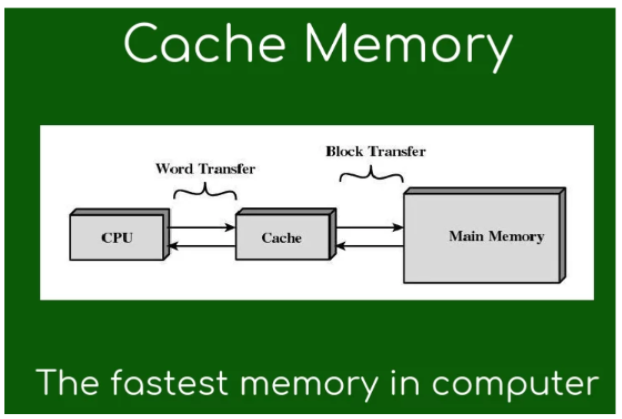 Cache Memory
Block Transfer
Word Transfer
CPU
Cache
Main Memory
The fastest memory in computer